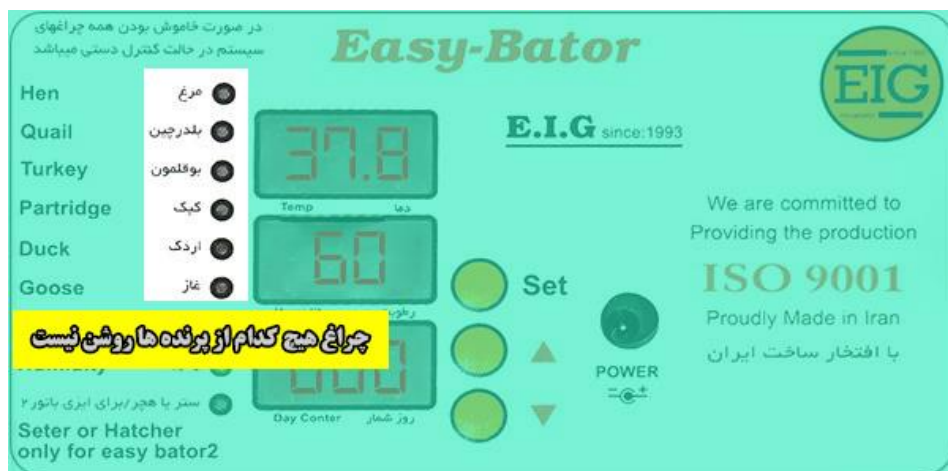 در صورت خاموش بودن همه چراغهای
سیستم در حالت کنترل دستی میباشد
Easy-Bator
EIG
E.I.G since:1993
Hen مرغ
Quail بلدرچین
Turkey بوقلمون
Partridge کبک
Duck اردک
Goose غاز
37.8
Temp دما
60
رطوبت
Set
000
Day Conter روز شمار
چراغ هیچ کدام از پرنده ها روشن نیست
ستر یا هچر/برای ایزی باتور۲
Seter or Hatcher
only for easy bator2
POWER
We are committed to
Providing the production
ISO 9001
Proudly Made in Iran
با افتخار ساخت ایران